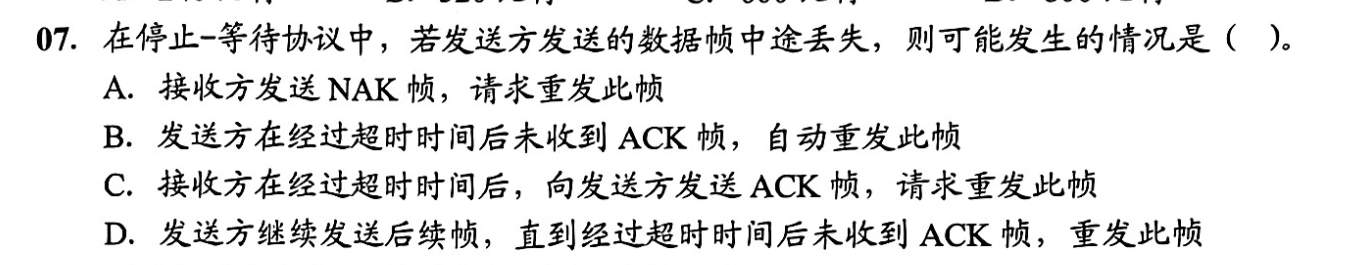 07. 在停止-等待协议中，若发送方发送的数据帧中途丢失，则可能发生的情况是（ ）。
A. 接收方发送 NAK 帧，请求重发此帧
B. 发送方在经过超时时间后未收到 ACK 帧，自动重发此帧
C. 接收方在经过超时时间后，向发送方发送 ACK 帧，请求重发此帧
D. 发送方继续发送后续帧，直到经过超时时间后未收到 ACK 帧，重发此帧